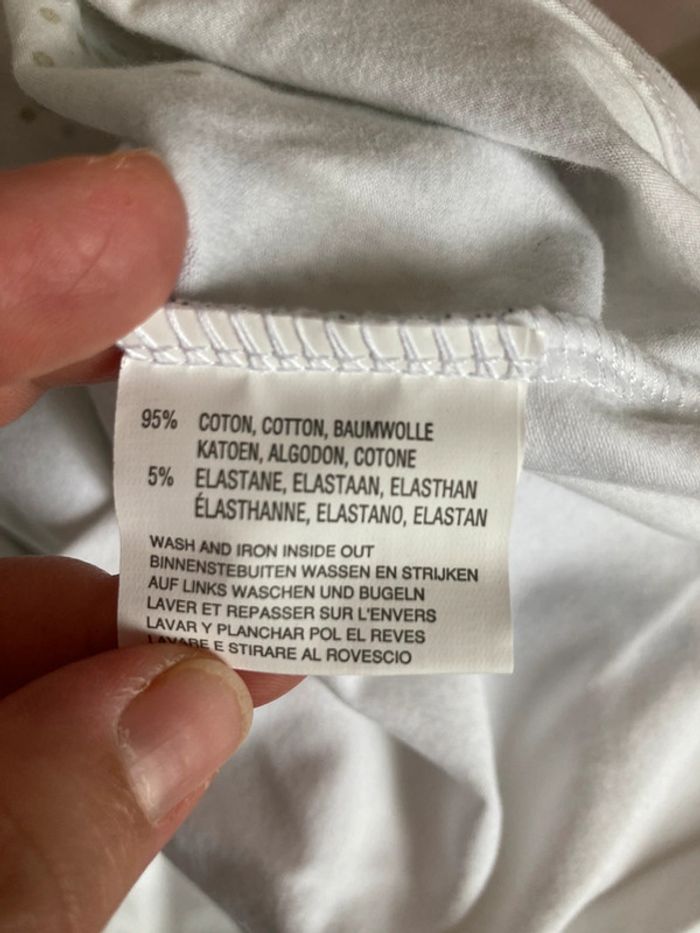 95% COTON, COTTON, BAUMWOLLE
KATOEN, ALGODON, COTONE
5% ELASTANE, ELASTAAN, ELASTHAN
ÉLASTHANNE, ELASTANO, ELASTAN
WASH AND IRON INSIDE OUT
BINNENSTEBUITEN WASSEN EN STRIJKEN
AUF LINKS WASCHEN UND BUGELN
LAVER ET REPASSER SUR L'ENVERS
LAVAR Y PLANCHAR POL EL REVES
LAVARE E STIRARE AL ROVESCIO